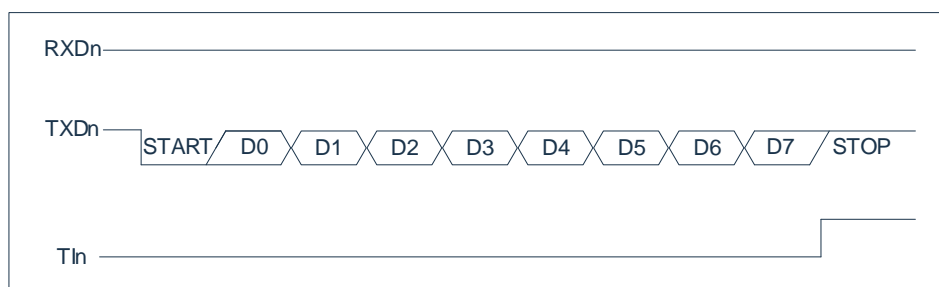 RXDn
TXDn
START D0 D1 D2 D3 D4 D5 D6 D7 STOP
TIn